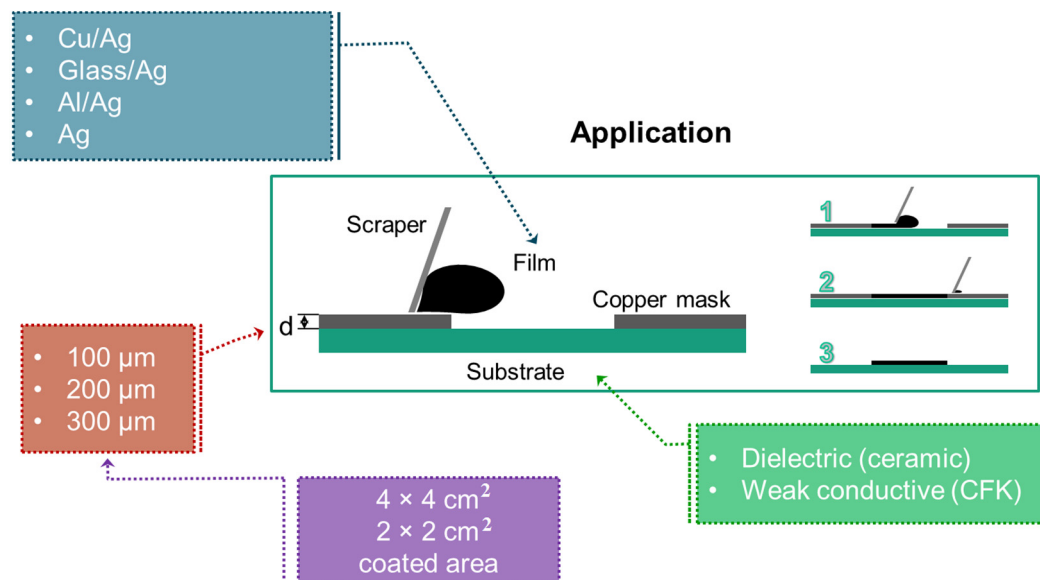 • Cu/Ag
• Glass/Ag
• Al/Ag
• Ag
Application
Scraper
Film
Copper mask
d
Substrate
1
2
3
• 100 µm
• 200 µm
• 300 µm
• Dielectric (ceramic)
• Weak conductive (CFK)
4 × 4 cm²
2 × 2 cm²
coated area